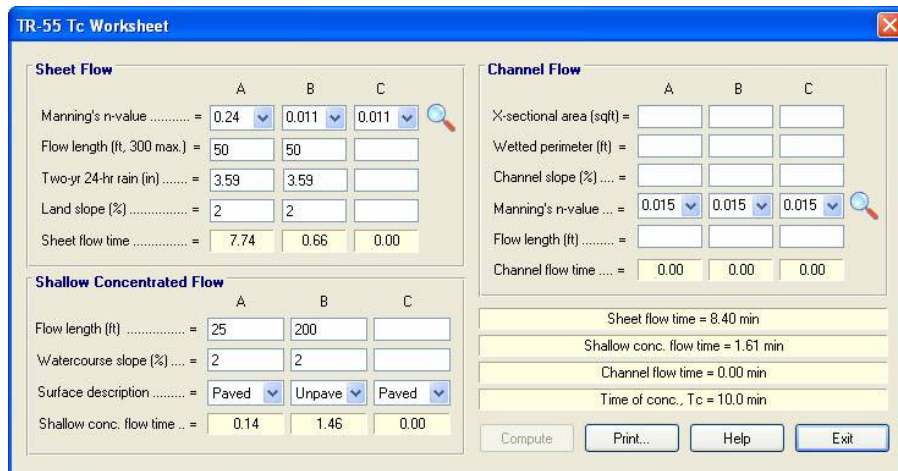 TR-55 Tc Worksheet
Sheet Flow
A B C
Manning's n-value ........... = 0.24 0.011 0.011
Flow length (ft, 300 max.) = 50 50
Two-yr 24-hr rain (in) ....... = 3.59 3.59
Land slope (%) ............... = 2 2
Sheet flow time ............... = 7.74 0.66 0.00
Shallow Concentrated Flow
A B C
Flow length (ft) ............... = 25 200
Watercourse slope (%) .... = 2 2
Surface description ......... = Paved Unpave Paved
Shallow conc. flow time .. = 0.14 1.46 0.00
Channel Flow
A B C
X-sectional area (sqft) =
Wetted perimeter (ft) =
Channel slope (%) .... =
Manning's n-value ... = 0.015 0.015 0.015
Flow length (ft) ......... =
Channel flow time .... = 0.00 0.00 0.00
Sheet flow time = 8.40 min
Shallow conc. flow time = 1.61 min
Channel flow time = 0.00 min
Time of conc., Tc = 10.0 min
Compute Print... Help Exit